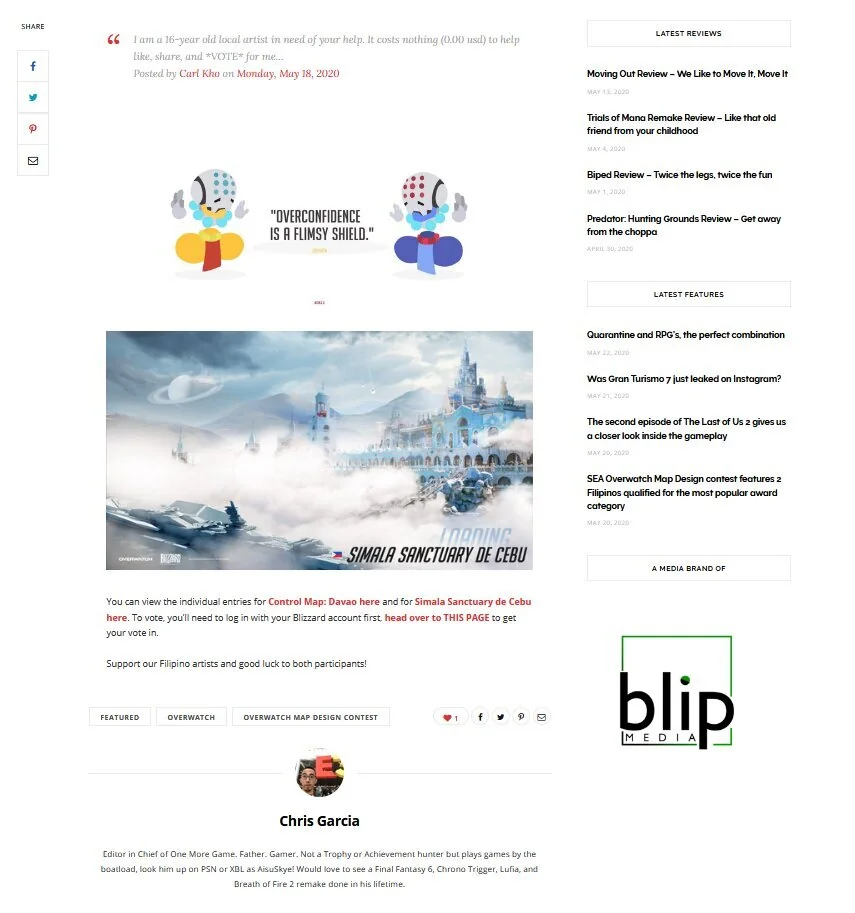 SHARE
I am a 16-year old local artist in need of your help. It costs nothing (0.00 usd) to help
like, share, and *VOTE* for me...
Posted by Carl Kho on Monday, May 18, 2020
"OVERCONFIDENCE
IS A FLIMSY SHIELD."
LOADING
SIMALA SANCTUARY DE CEBU
OVERWATCH
You can view the individual entries for Control Map: Davao here and for Simala Sanctuary de Cebu
here. To vote, you'll need to log in with your Blizzard account first, head over to THIS PAGE to get
your vote in.
Support our Filipino artists and good luck to both participants!
FEATURED
OVERWATCH
OVERWATCH MAP DESIGN CONTEST
1
Chris Garcia
Editor in Chief of One More Game. Father. Gamer. Not a Trophy or Achievement hunter but plays games by the
boatload, look him up on PSN or XBL as AisuSkye! Would love to see a Final Fantasy 6, Chrono Trigger, Lufia, and
Breath of Fire 2 remake done in his lifetime.
LATEST REVIEWS
Moving Out Review – We Like to Move It, Move It
MAY 13, 2020
Trials of Mana Remake Review – Like that old
friend from your childhood
MAY 4, 2020
Biped Review – Twice the legs, twice the fun
MAY 1, 2020
Predator: Hunting Grounds Review – Get away
from the choppa
APRIL 30, 2020
LATEST FEATURES
Quarantine and RPG's, the perfect combination
MAY 22, 2020
Was Gran Turismo 7 just leaked on Instagram?
MAY 21, 2020
The second episode of The Last of Us 2 gives us
a closer look inside the gameplay
MAY 20, 2020
SEA Overwatch Map Design contest features 2
Filipinos qualified for the most popular award
category
MAY 20, 2020
A MEDIA BRAND OF
blip
MEDIA